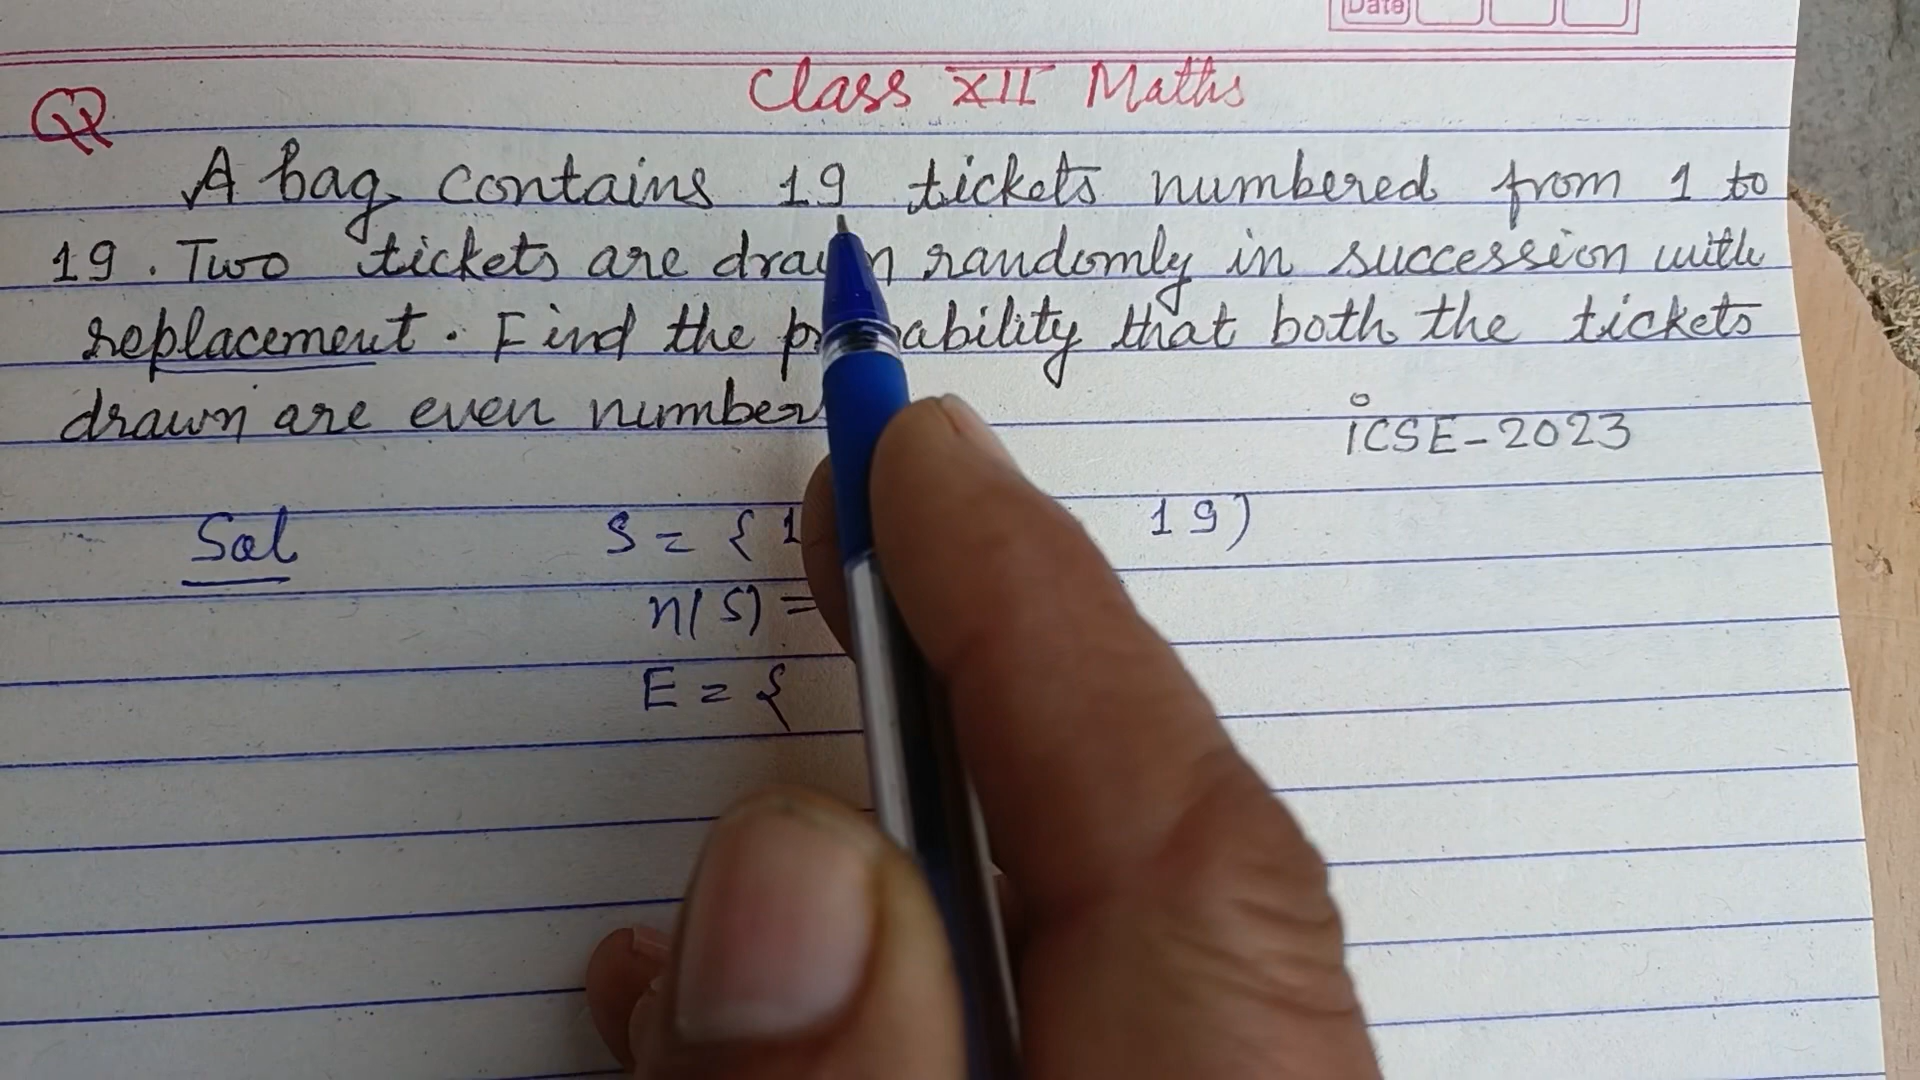 Date
Class XII Maths
Q
A bag contains 19 tickets numbered from 1 to
19. Two tickets are drawn randomly in succession with
replacement. Find the probability that both the tickets
drawn are even number
iCSE-2023
Sol S = {1 19)
n(S) =
E = {